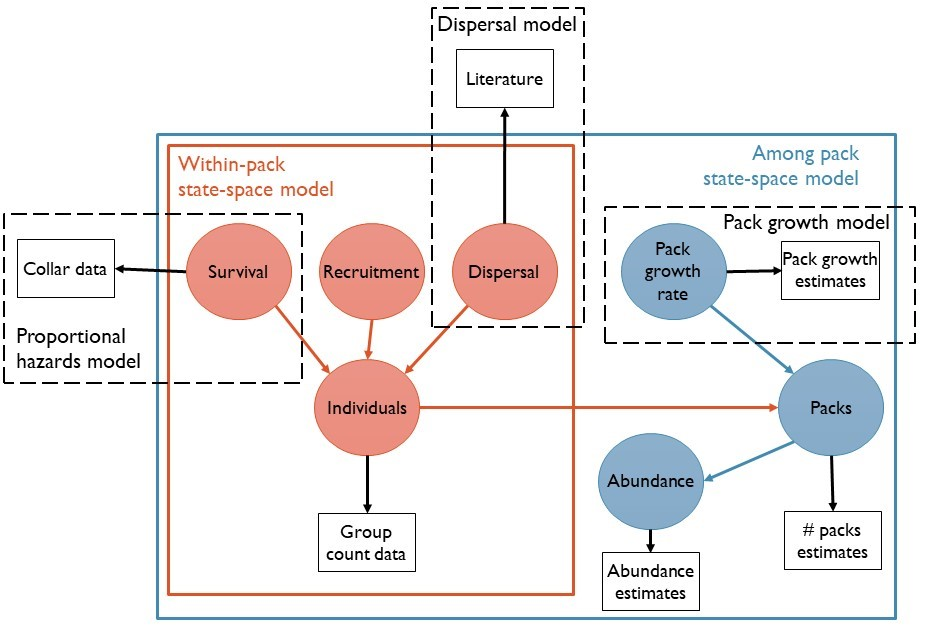 Dispersal model
Literature
Within-pack
state-space model
Among pack
state-space model
Pack growth model
Collar data
Survival
Recruitment
Dispersal
Pack
growth
rate
Pack growth
estimates
Proportional
hazards model
Individuals
Packs
Abundance
Group
count data
# packs
estimates
Abundance
estimates